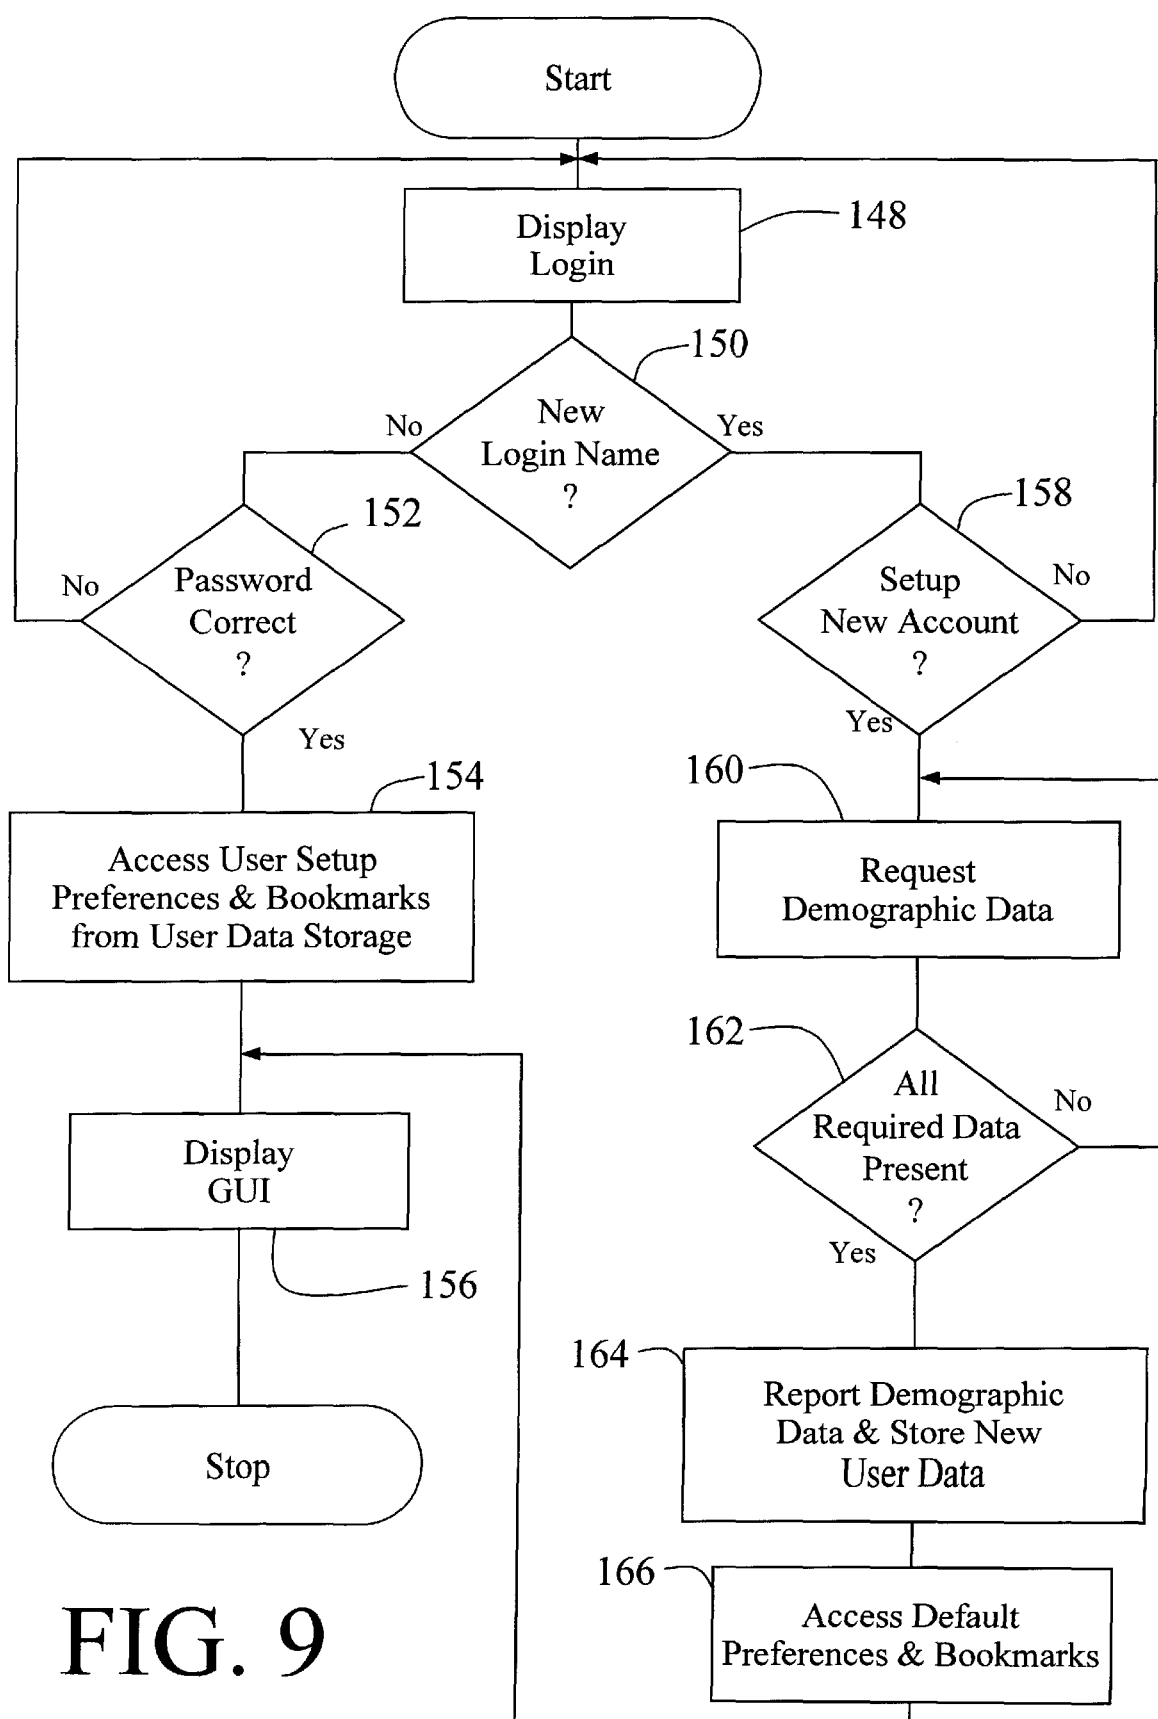 Start
Display
Login
148
150
New
Login Name
?
No
Yes
152
Password
Correct
?
No
Yes
158
Setup
New Account
?
No
Yes
154
Access User Setup
Preferences & Bookmarks
from User Data Storage
160
Request
Demographic Data
162
All
Required Data
Present
?
No
Yes
Display
GUI
156
164
Report Demographic
Data & Store New
User Data
Stop
166
Access Default
Preferences & Bookmarks
FIG. 9